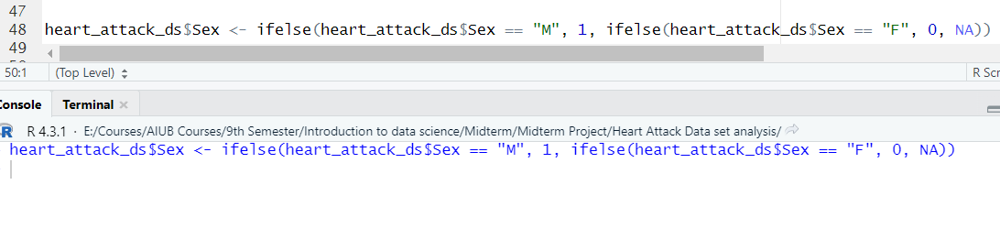 47
48 heart_attack_ds$Sex <- ifelse(heart_attack_ds$Sex == "M", 1, ifelse(heart_attack_ds$Sex == "F", 0, NA))
49
50:1 (Top Level) R Scr
Console Terminal
R 4.3.1 · E:/Courses/AIUB Courses/9th Semester/Introduction to data science/Midterm/Midterm Project/Heart Attack Data set analysis/
heart_attack_ds$Sex <- ifelse(heart_attack_ds$Sex == "M", 1, ifelse(heart_attack_ds$Sex == "F", 0, NA))